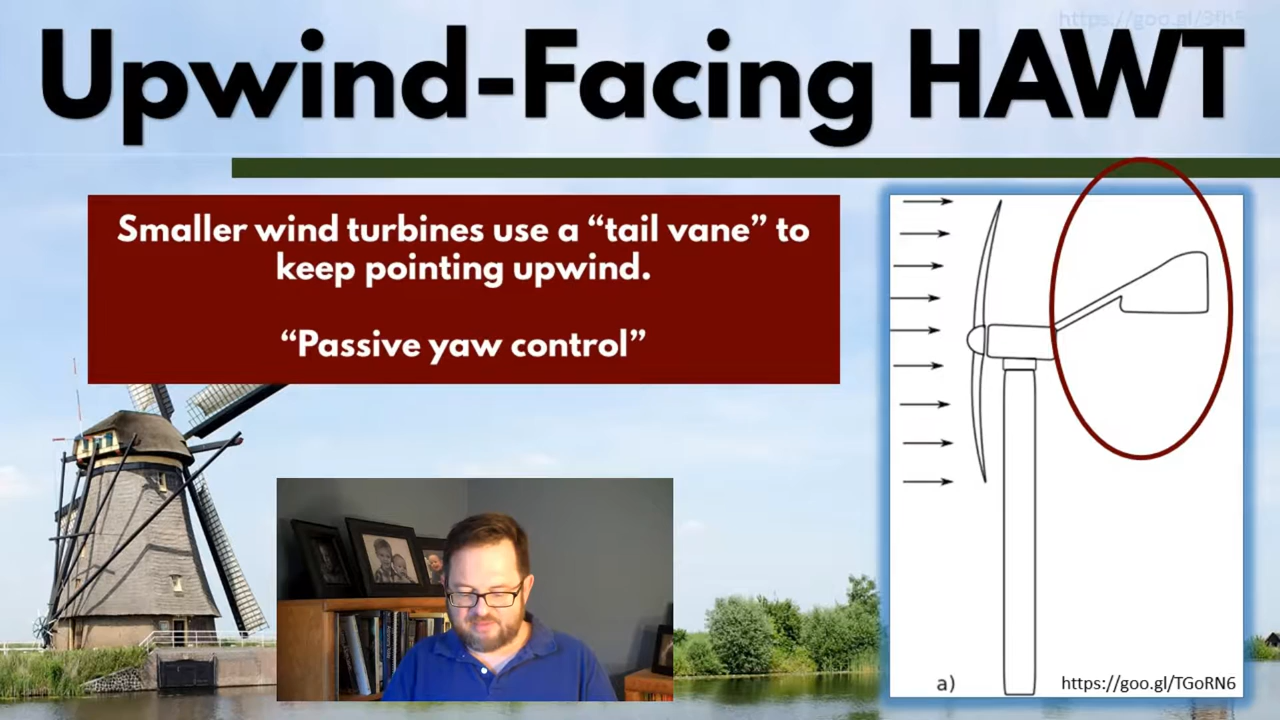 Upwind-Facing HAWT
Smaller wind turbines use a “tail vane” to
keep pointing upwind.
“Passive yaw control”
a)
https://goo.gl/TGoRN6